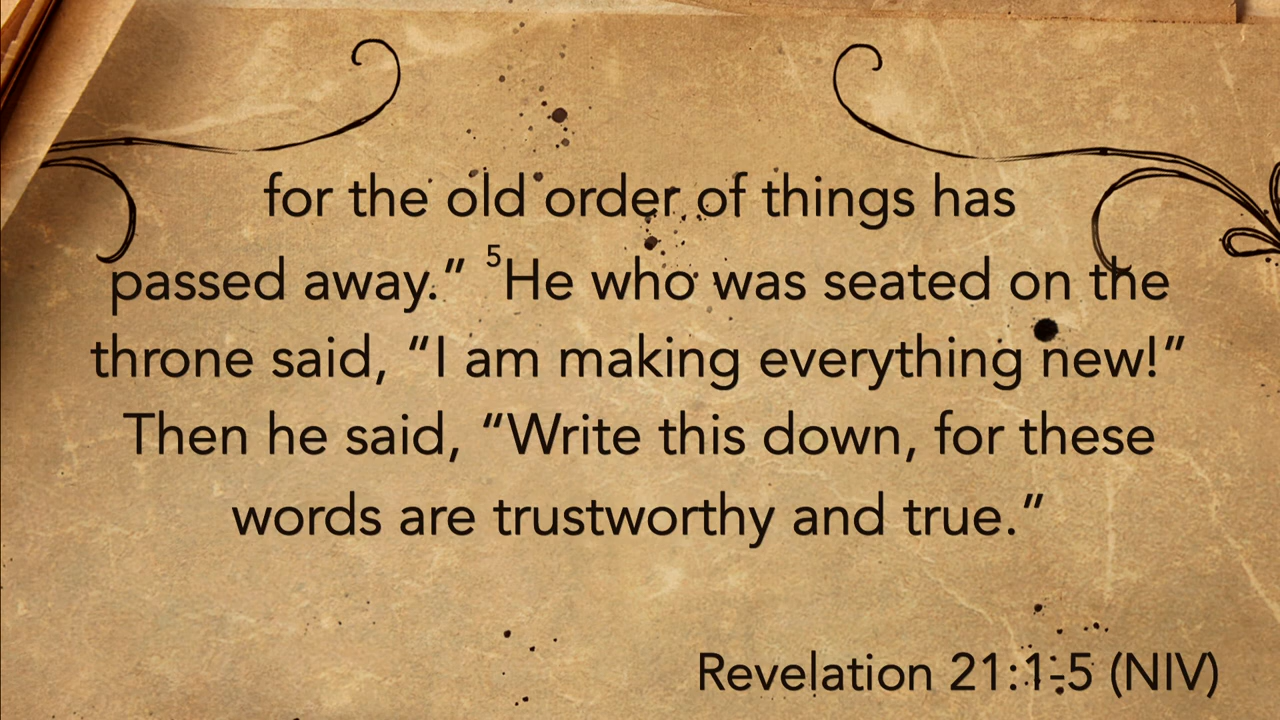 for the old order of things has
passed away.” ⁵He who was seated on the
throne said, “I am making everything new!”
Then he said, “Write this down, for these
words are trustworthy and true.”
Revelation 21:1-5 (NIV)